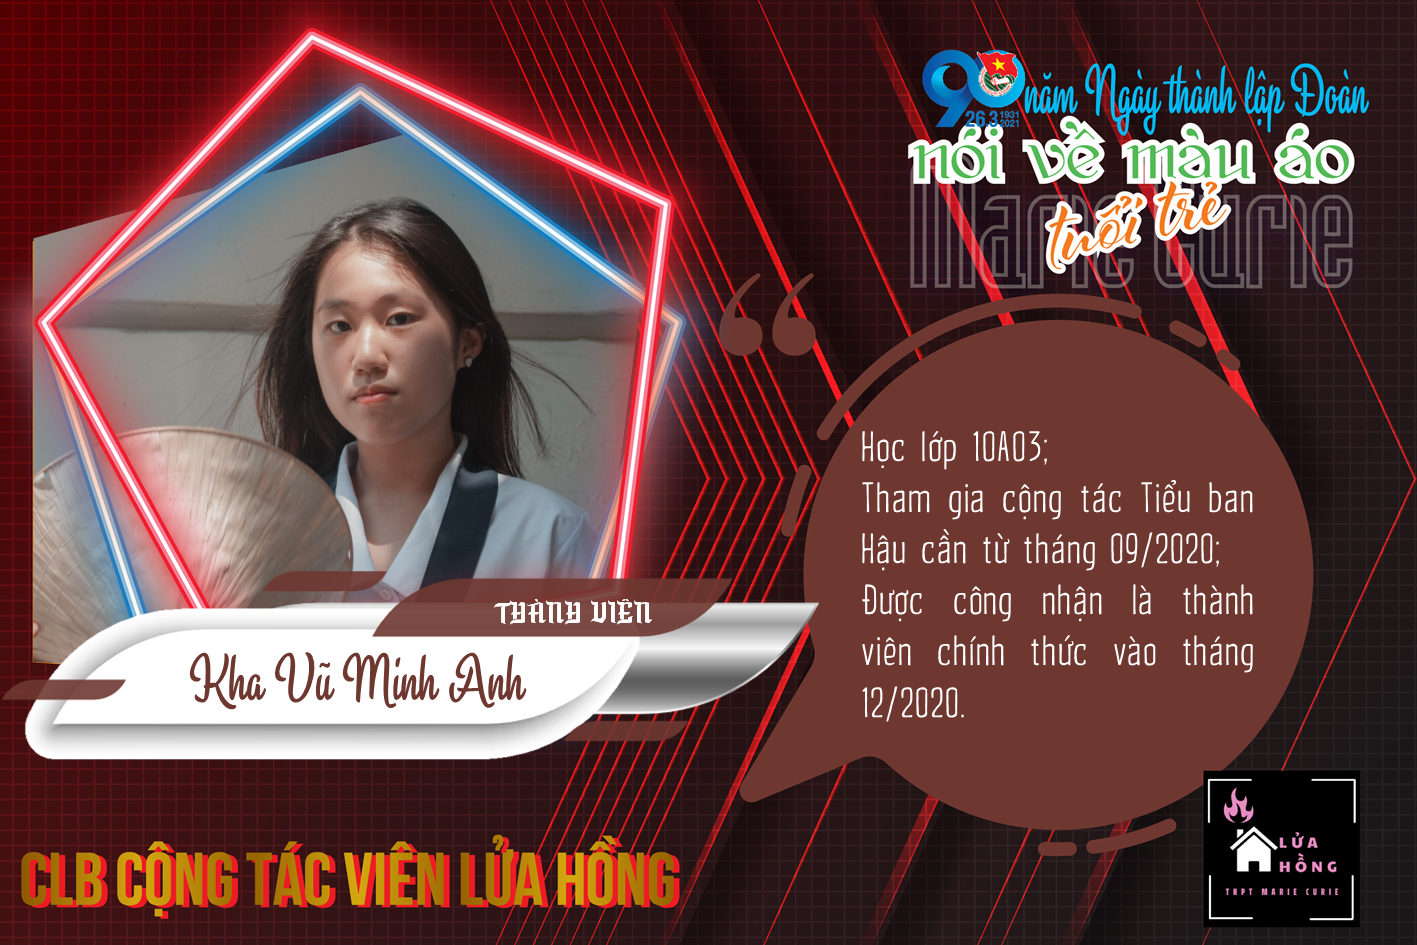 90 năm Ngày thành lập Đoàn
26.3 1931 2021
nói về màu áo
tuổi trẻ
Marie Curie
Học lớp 10A03;
Tham gia cộng tác Tiểu ban
Hậu cần từ tháng 09/2020;
Được công nhận là thành
viên chính thức vào tháng
12/2020.
THÀNH VIÊN
Kha Vũ Minh Anh
CLB CỘNG TÁC VIÊN LỬA HỒNG
LỬA
HỒNG
THPT MARIE CURIE